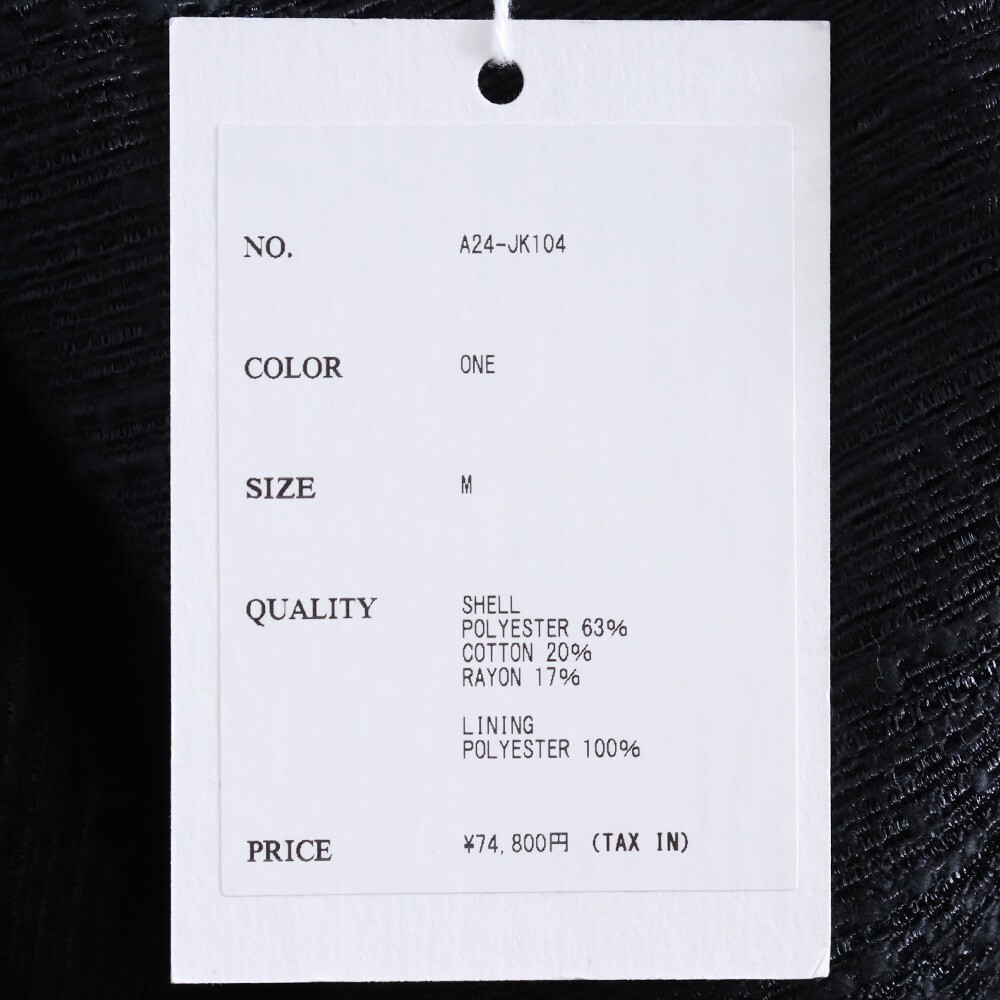 NO. A24-JK104
COLOR ONE
SIZE M
QUALITY SHELL
POLYESTER 63%
COTTON 20%
RAYON 17%
LINING
POLYESTER 100%
PRICE ¥74,800円 (TAX IN)